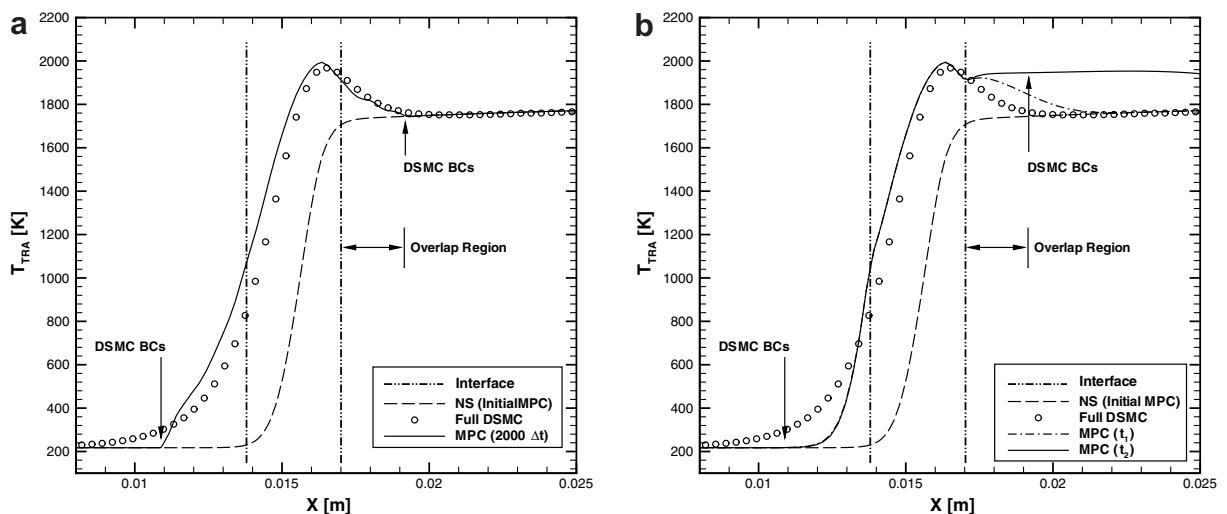 a
2200
2000
1800
1600
1400
1200
1000
800
600
400
200
T_TRA [K]
0.01
0.015
0.02
0.025
X [m]
DSMC BCs
DSMC BCs
Overlap Region
Interface
NS (InitialMPC)
Full DSMC
MPC (2000 Δt)
b
2200
2000
1800
1600
1400
1200
1000
800
600
400
200
T_TRA [K]
0.01
0.015
0.02
0.025
X [m]
DSMC BCs
DSMC BCs
Overlap Region
Interface
NS (Initial MPC)
Full DSMC
MPC (t₁)
MPC (t₂)